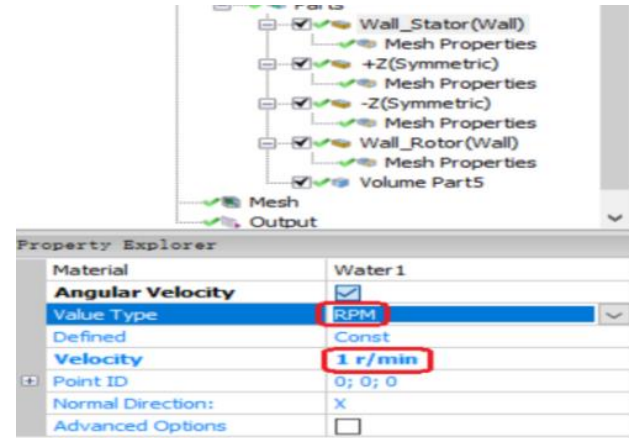 Parts
Wall_Stator(Wall)
Mesh Properties
+Z(Symmetric)
Mesh Properties
-Z(Symmetric)
Mesh Properties
Wall_Rotor(Wall)
Mesh Properties
Volume Part5
Mesh
Output
Property Explorer
Material Water1
Angular Velocity
Value Type RPM
Defined Const
Velocity 1 r/min
Point ID 0; 0; 0
Normal Direction: X
Advanced Options